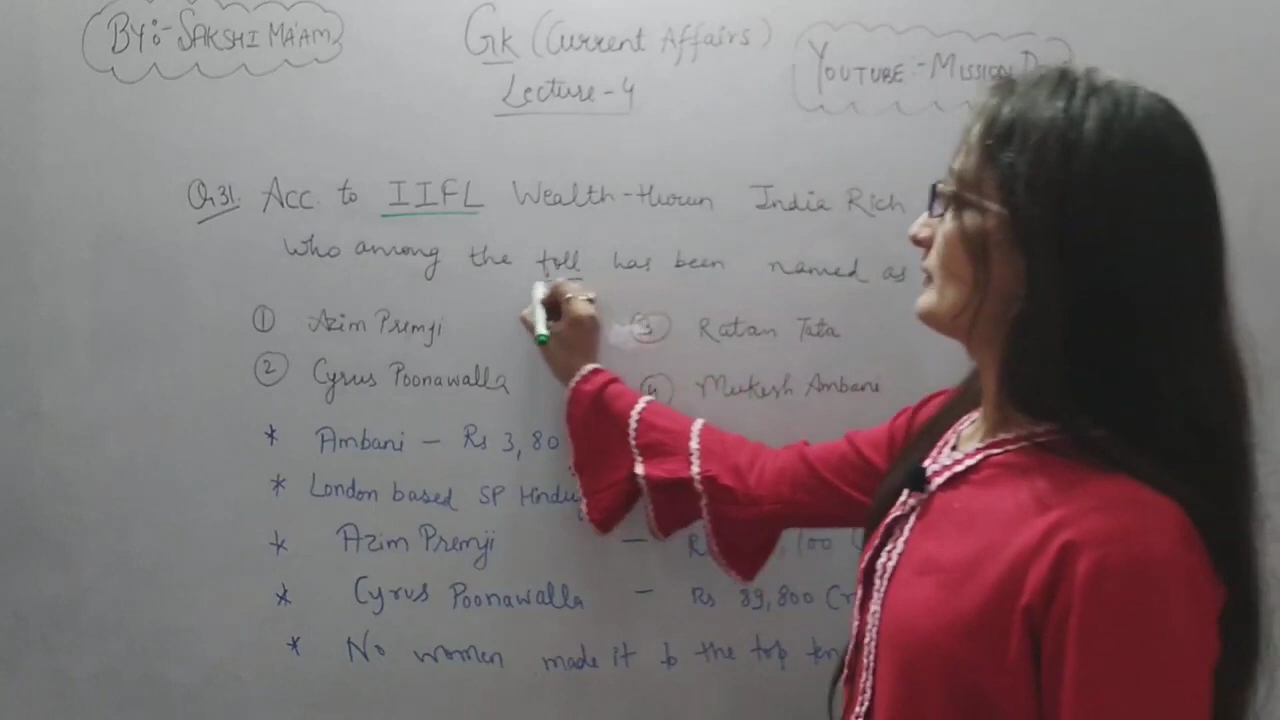 BY:- SAKSHI MA'AM
GK (Current Affairs)
Lecture-4
YOUTUBE :- MISSION
Q.31. Acc. to IIFL Wealth-Hurun India Rich
Who among the foll has been named as
① Azim Premji
③ Ratan Tata
② Cyrus Poonawalla
④ Mukesh Ambani
* Ambani - Rs 3,80
* London based SP Hinduj
* Azim Premji - R 100
* Cyrus Poonawalla - Rs 89,800 Cr
* No women made it to the top ten